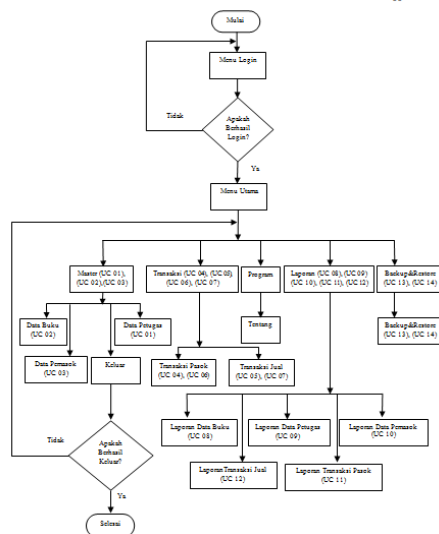 Mulai
Menu Login
Tidak
Apakah
Berhasil
Login?
Ya
Menu Utama
Master (UC 01),
(UC 02),(UC 03)
Transaksi (UC 04), (UC 05),
(UC 06), (UC 07)
Program
Laporan (UC 08), (UC 09)
(UC 10), (UC 11), (UC12)
Backup&Restore
(UC 13), (UC 14)
Data Buku
(UC 02)
Data Petugas
(UC 01)
Tentang
Backup&Restore
(UC 13), (UC 14)
Data Pemasok
(UC 03)
Keluar
Transaksi Pasok
(UC 04), (UC 06)
Transaksi Jual
(UC 05), (UC 07)
Laporan Data Buku
(UC 08)
Laporan Data Petugas
(UC 09)
Laporan Data Pemasok
(UC 10)
Tidak
Apakah
Berhasil
Keluar?
Laporan Transaksi Jual
(UC 12)
Laporan Transaksi Pasok
(UC 11)
Ya
Selesai